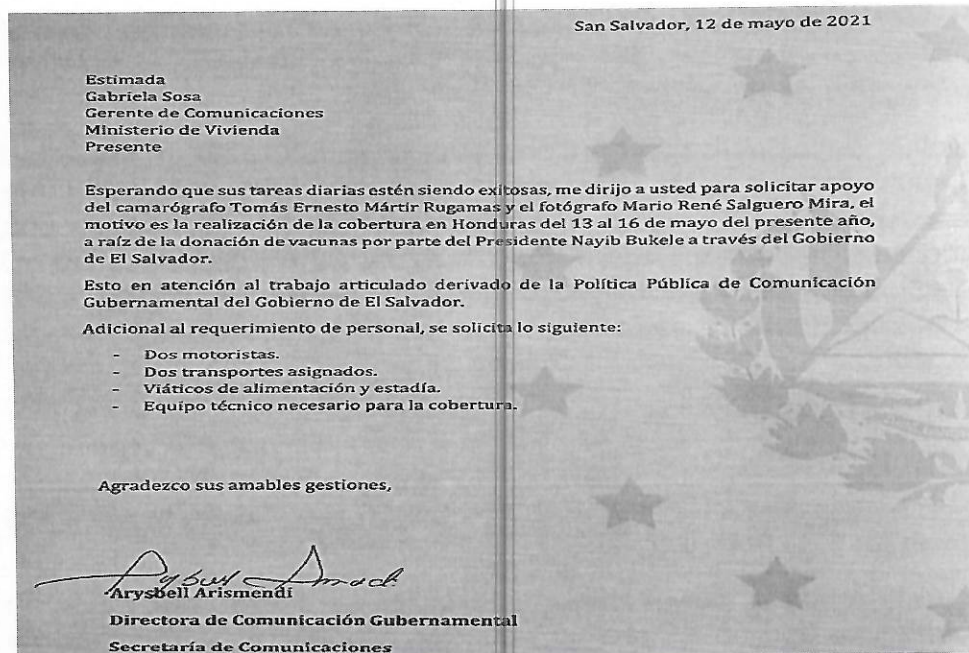 San Salvador, 12 de mayo de 2021
Estimada
Gabriela Sosa
Gerente de Comunicaciones
Ministerio de Vivienda
Presente
Esperando que sus tareas diarias estén siendo exitosas, me dirijo a usted para solicitar apoyo
del camarógrafo Tomás Ernesto Mártir Rugamas y el fotógrafo Mario René Salguero Mira, el
motivo es la realización de la cobertura en Honduras del 13 al 16 de mayo del presente año,
a raíz de la donación de vacunas por parte del Presidente Nayib Bukele a través del Gobierno
de El Salvador.
Esto en atención al trabajo articulado derivado de la Política Pública de Comunicación
Gubernamental del Gobierno de El Salvador.
Adicional al requerimiento de personal, se solicita lo siguiente:
- Dos motoristas.
- Dos transportes asignados.
- Viáticos de alimentación y estadía.
- Equipo técnico necesario para la cobertura.
Agradezco sus amables gestiones,
Arysbell Arismendi
Directora de Comunicación Gubernamental
Secretaría de Comunicaciones